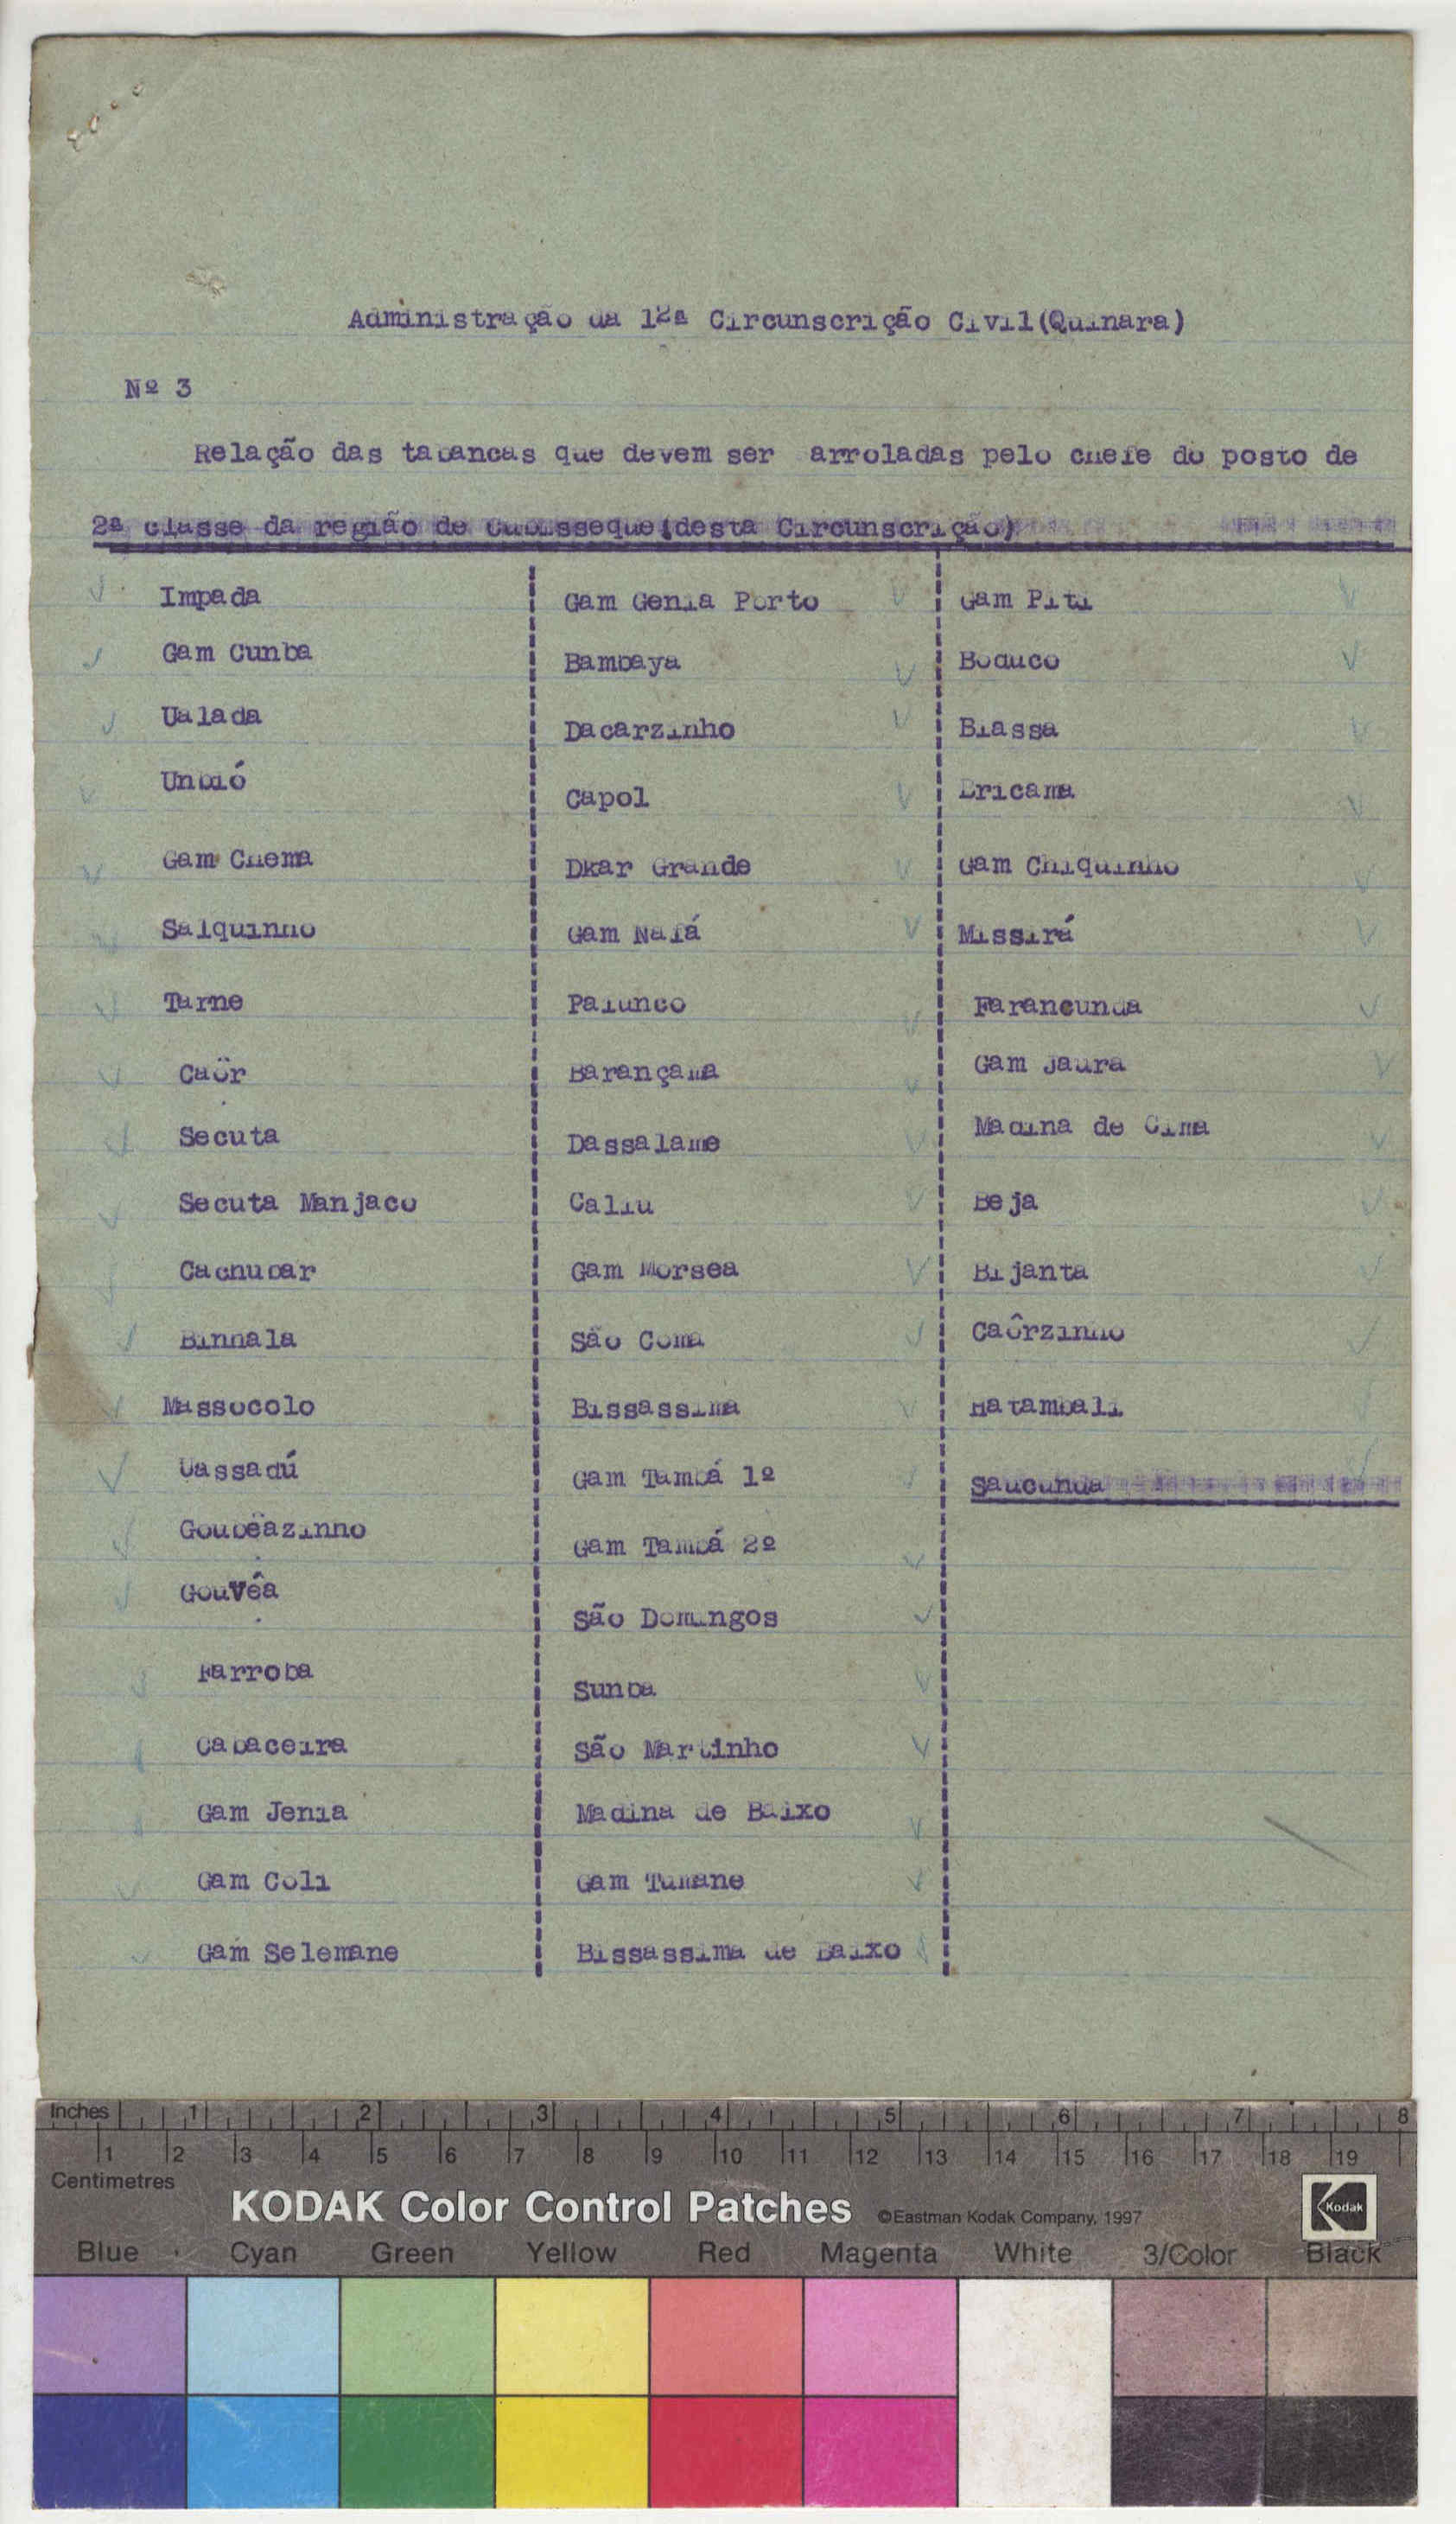 Administração da 12ª Circunscrição Civil(Quinara)
Nº 3
Relação das tabancas que devem ser arroladas pelo chefe do posto de
2ª classe da região de Cubisseque(desta Circunscrição)
Impada
Gam Cunba
Ualada
Unbió
Gam Chema
Salquinho
Tarne
Caör
Secuta
Secuta Manjaco
Cachubar
Binhala
Massocolo
Uassadú
Goubêazinho
Gouvêa
Farroba
Cabaceira
Gam Jenia
Gam Coli
Gam Selemane
Gam Genia Porto
Bambaya
Dacarzinho
Capol
Dkar Grande
Gam Nafá
Paiunco
Barançama
Dassalame
Caliu
Gam Morsea
São Coma
Bissassima
Gam Tambá 1º
Gam Tambá 2º
São Domingos
Sunba
São Martinho
Madina de Baixo
Gam Tumane
Bissassima de Baixo
Gam Piti
Boduco
Biassa
Bricama
Gam Chiquinho
Missirá
Farancunda
Gam Jaura
Madina de Cima
Beja
Bijanta
Caôrzinho
Batambali
Saucunda
Inches 1 2 3 4 5 6 7 8
1 2 3 4 5 6 7 8 9 10 11 12 13 14 15 16 17 18 19
Centimetres
KODAK Color Control Patches ©Eastman Kodak Company, 1997 Kodak
Blue Cyan Green Yellow Red Magenta White 3/Color Black